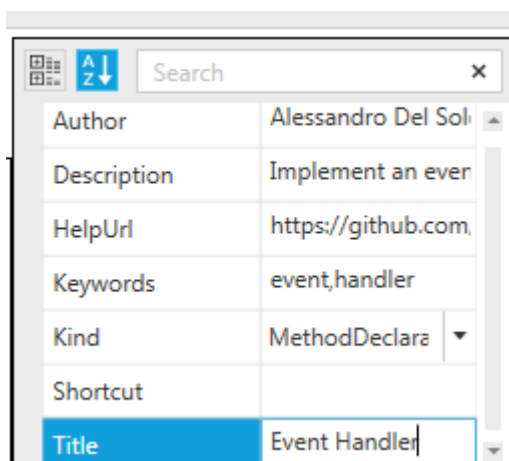 A Z Search
Author Alessandro Del Sol
Description Implement an even
HelpUrl https://github.com,
Keywords event,handler
Kind MethodDeclara
Shortcut
Title Event Handler